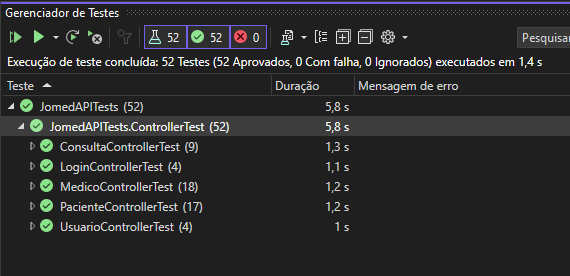 Gerenciador de Testes
52 52 0 Pesquisar
Execução de teste concluída: 52 Testes (52 Aprovados, 0 Com falha, 0 Ignorados) executados em 1,4 s
Teste Duração Mensagem de erro
JomedAPITests (52) 5,8 s
JomedAPITests.ControllerTest (52) 5,8 s
ConsultaControllerTest (9) 1,3 s
LoginControllerTest (4) 1,1 s
MedicoControllerTest (18) 1,2 s
PacienteControllerTest (17) 1,2 s
UsuarioControllerTest (4) 1 s